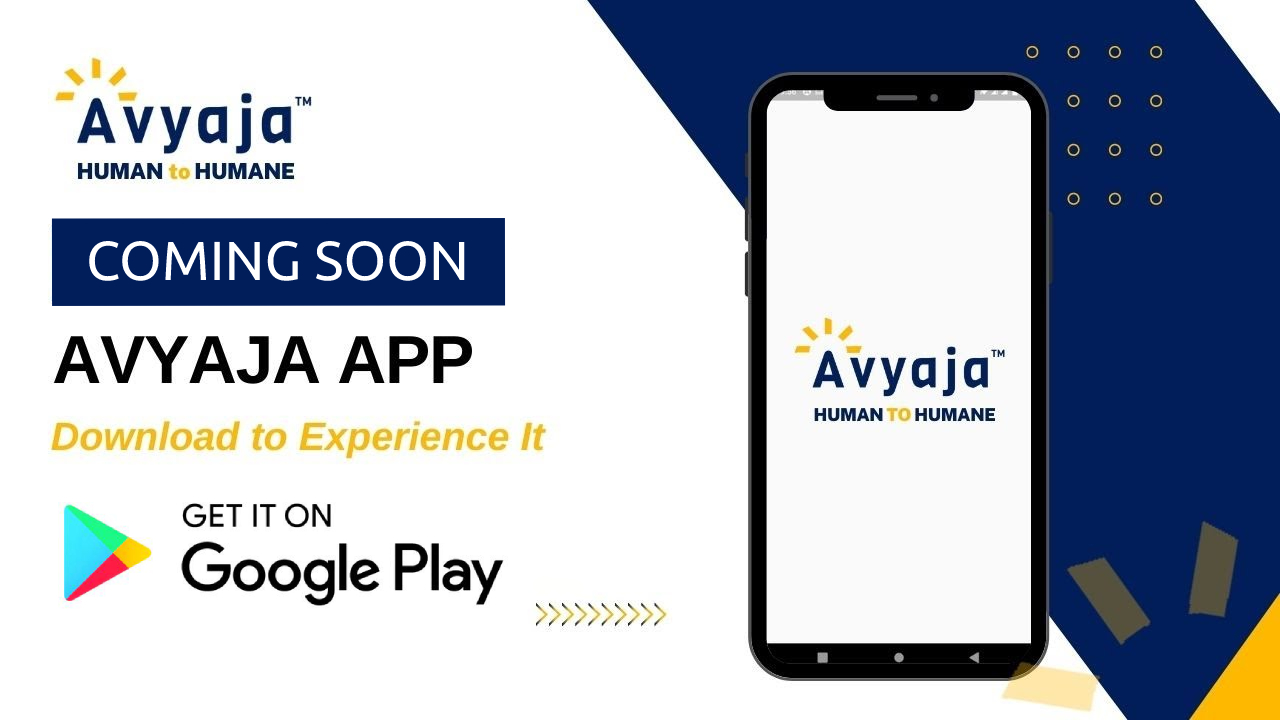 Avyaja™
HUMAN to HUMANE
COMING SOON
AVYAJA APP
Download to Experience It
GET IT ON
Google Play
Avyaja™
HUMAN TO HUMANE